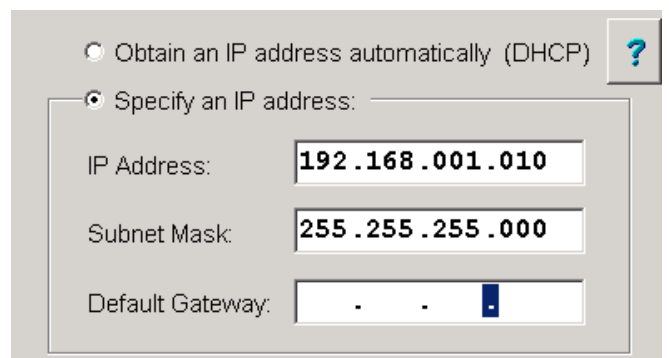 Obtain an IP address automatically (DHCP) ?
Specify an IP address:
IP Address: 192.168.001.010
Subnet Mask: 255.255.255.000
Default Gateway: . . .